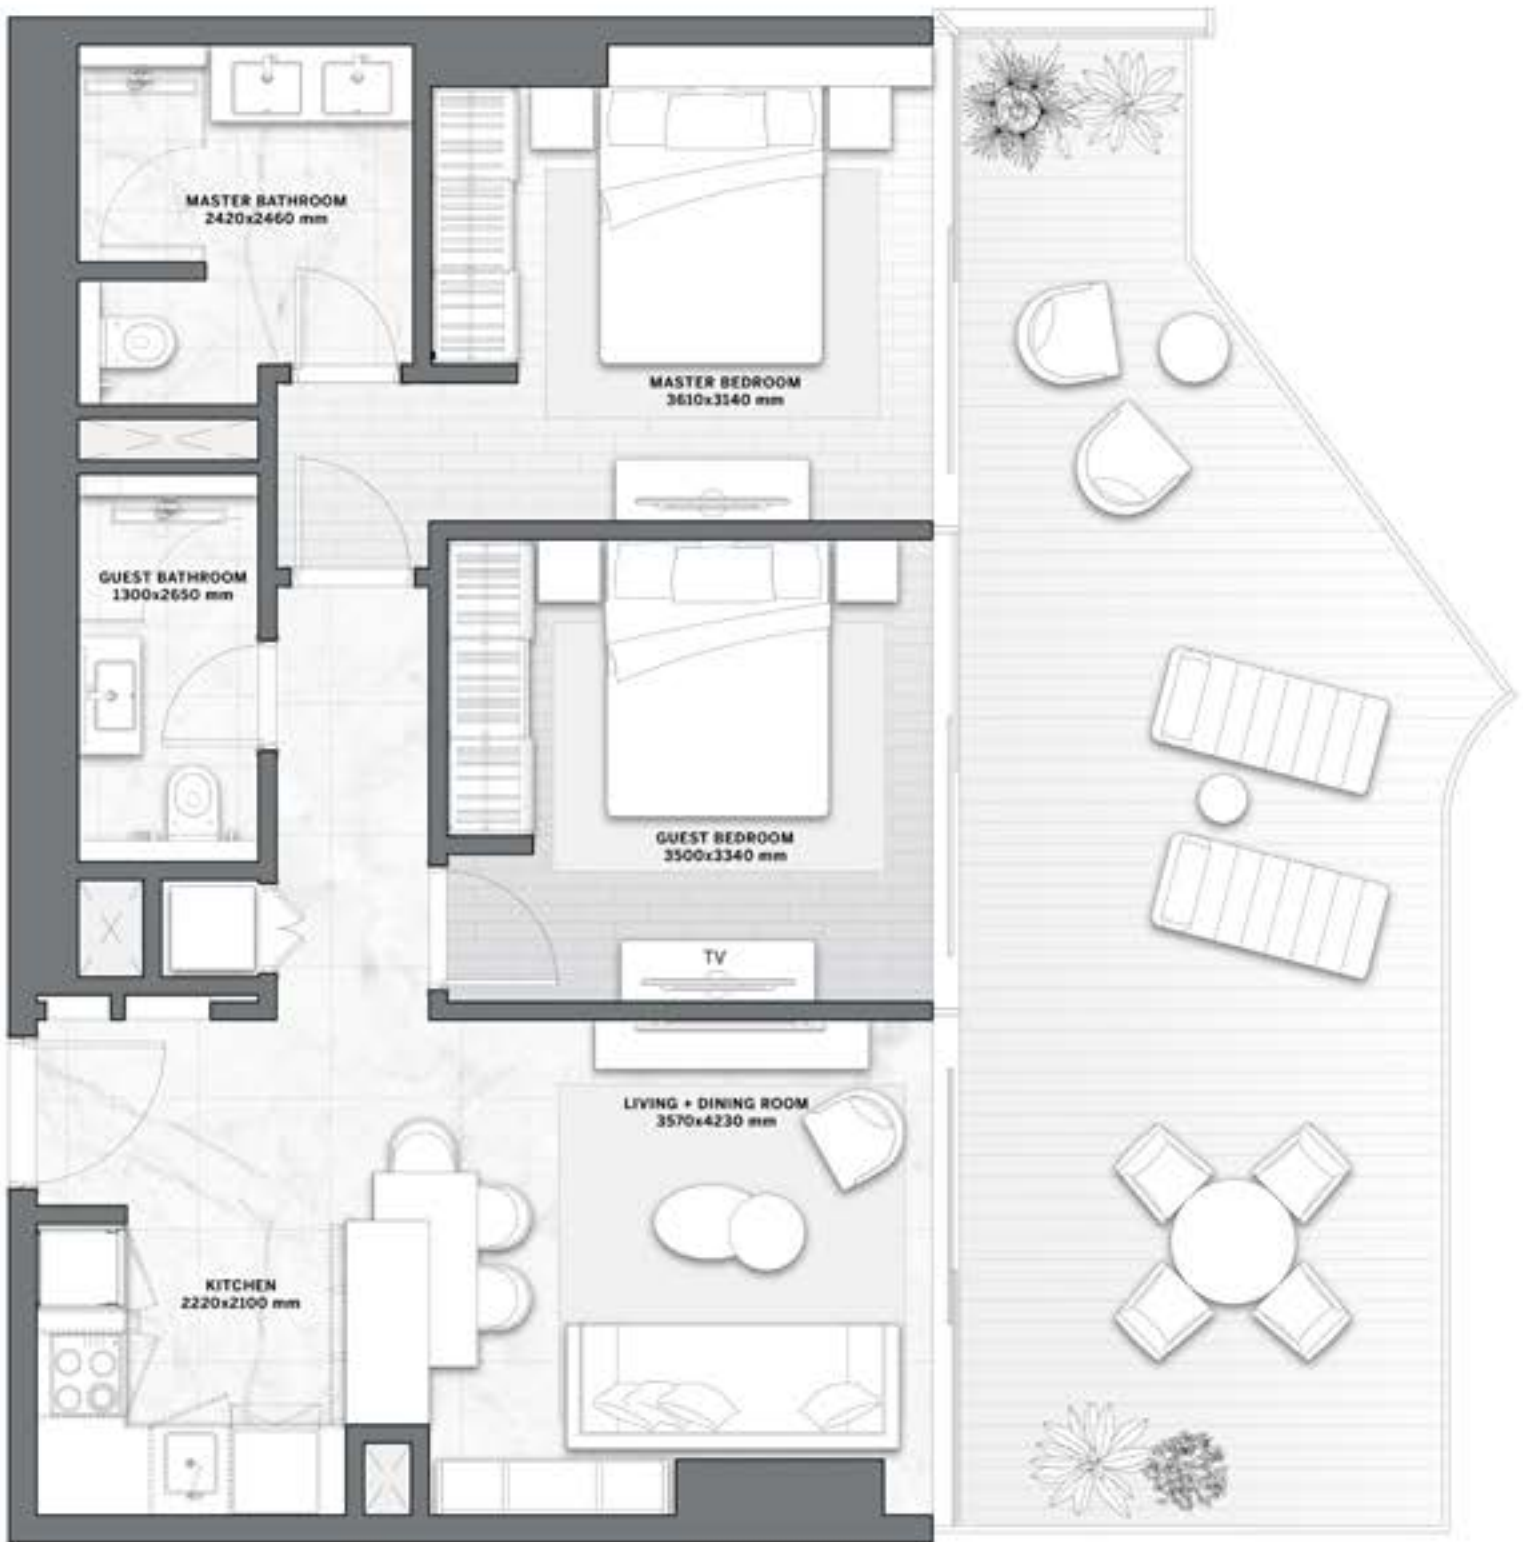 MASTER BATHROOM
2420x2460 mm
MASTER BEDROOM
3610x3140 mm
GUEST BATHROOM
1300x2650 mm
GUEST BEDROOM
3500x3340 mm
TV
LIVING + DINING ROOM
3570x4230 mm
KITCHEN
2220x2100 mm